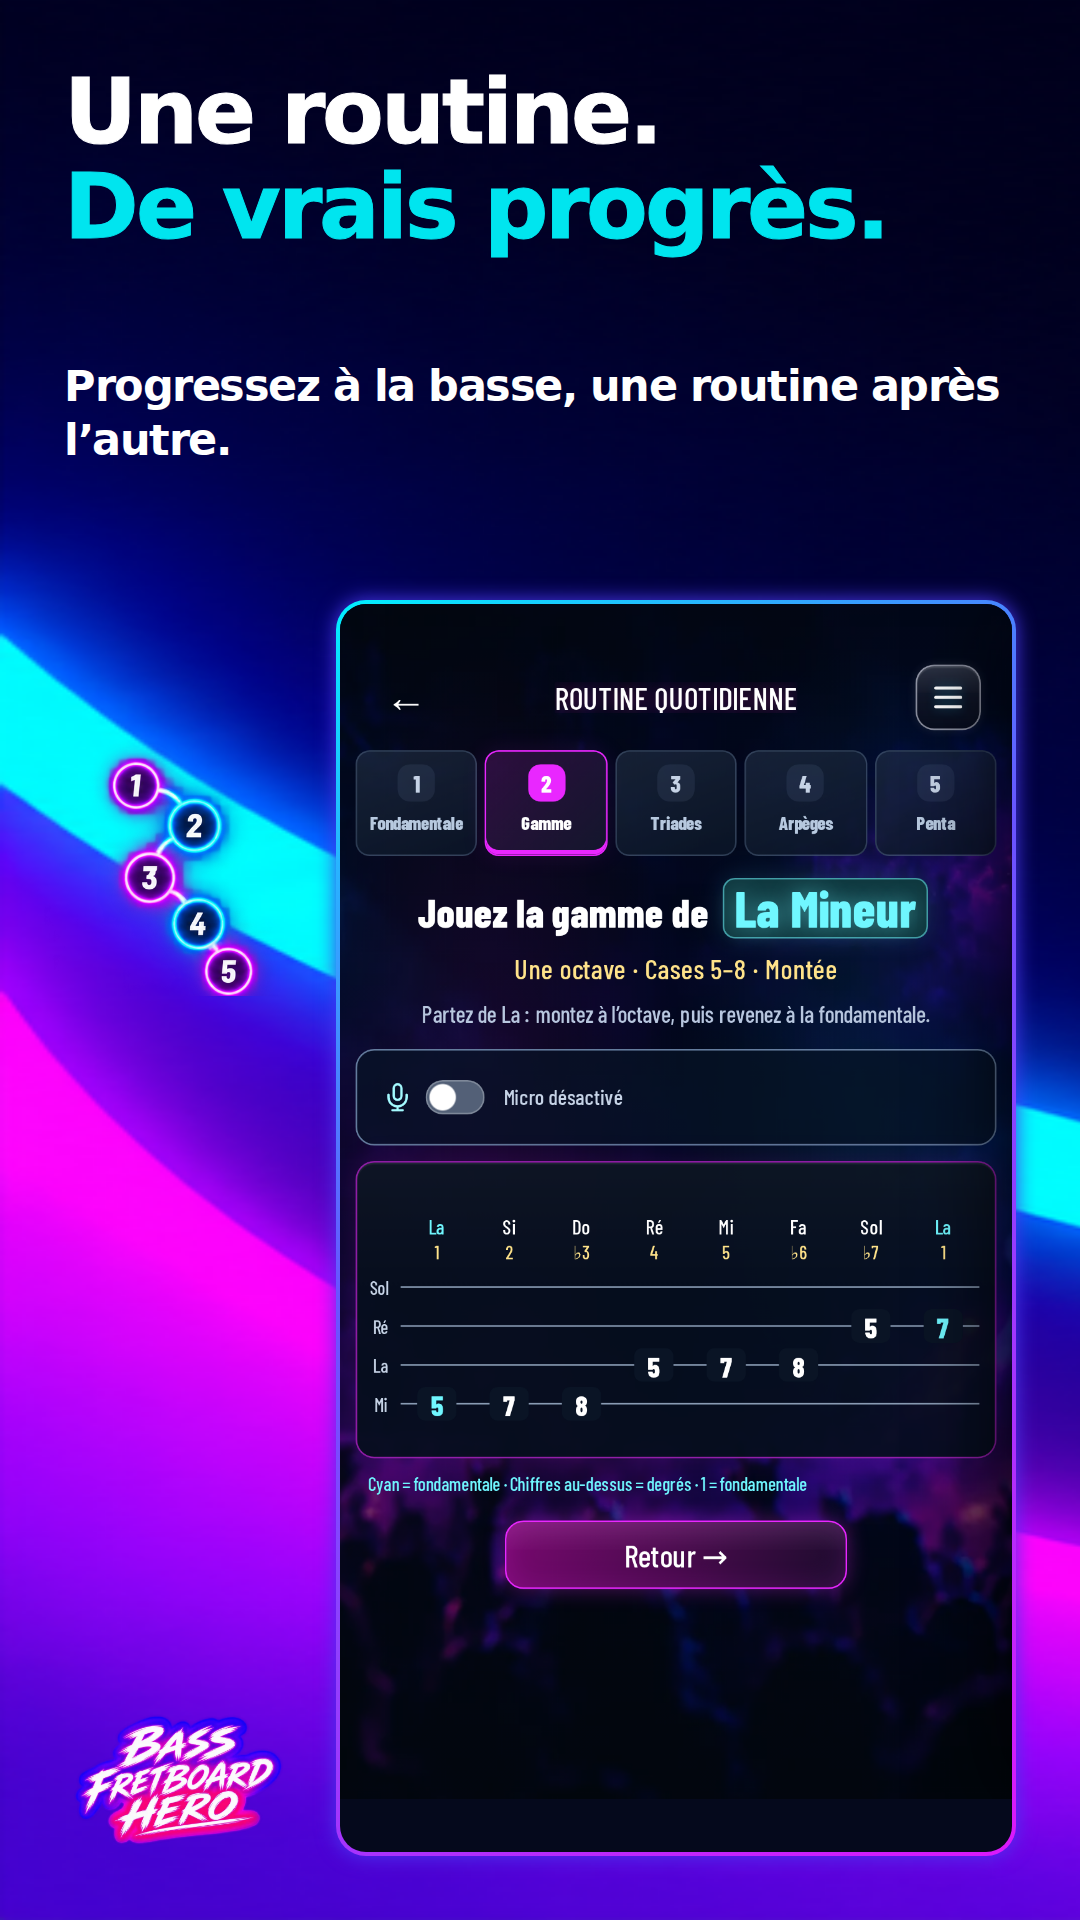 Une routine.
De vrais progrès.
Progressez à la basse, une routine après
l’autre.
← ROUTINE QUOTIDIENNE
1 2 3 4 5
Fondamentale Gamme Triades Arpèges Penta
1
2
3
4
5
Jouez la gamme de La Mineur
Une octave · Cases 5–8 · Montée
Partez de La : montez à l’octave, puis revenez à la fondamentale.
Micro désactivé
La Si Do Ré Mi Fa Sol La
1 2 ♭3 4 5 ♭6 ♭7 1
Sol
Ré 5 7
La 5 7 8
Mi 5 7 8
Cyan = fondamentale · Chiffres au-dessus = degrés · 1 = fondamentale
Retour →
BASS
FRETBOARD
HERO